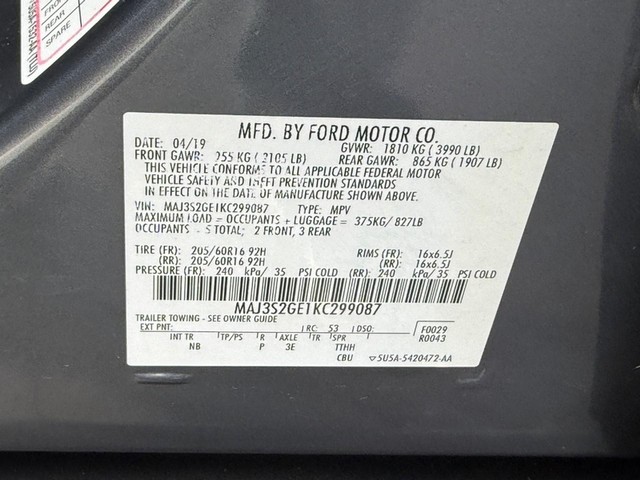 FRO
REAR
SPARE
MFD. BY FORD MOTOR CO.
DATE: 04/19 GVWR: 1810 KG ( 3990 LB)
FRONT GAWR: 955 KG ( 2105 LB) REAR GAWR: 865 KG ( 1907 LB)
THIS VEHICLE CONFORMS TO ALL APPLICABLE FEDERAL MOTOR
VEHICLE SAFETY AND THEFT PREVENTION STANDARDS
IN EFFECT ON THE DATE OF MANUFACTURE SHOWN ABOVE.
VIN: MAJ3S2GE1KC299087 TYPE: MPV
MAXIMUM LOAD = OCCUPANTS + LUGGAGE = 375KG/ 827LB
OCCUPANTS = 5 TOTAL; 2 FRONT, 3 REAR
TIRE (FR): 205/60R16 92H RIMS (FR): 16x6.5J
(RR): 205/60R16 92H (RR): 16x6.5J
PRESSURE (FR): 240 kPa/ 35 PSI COLD (RR): 240 kPa/ 35 PSI COLD
MAJ3S2GE1KC299087
TRAILER TOWING - SEE OWNER GUIDE
EXT PNT: RC: 53 DSO: F0029
R0043
INT TR TP/PS R AXLE TR SPR
NB P 3E TTHH
CBU 5U5A-5420472-AA